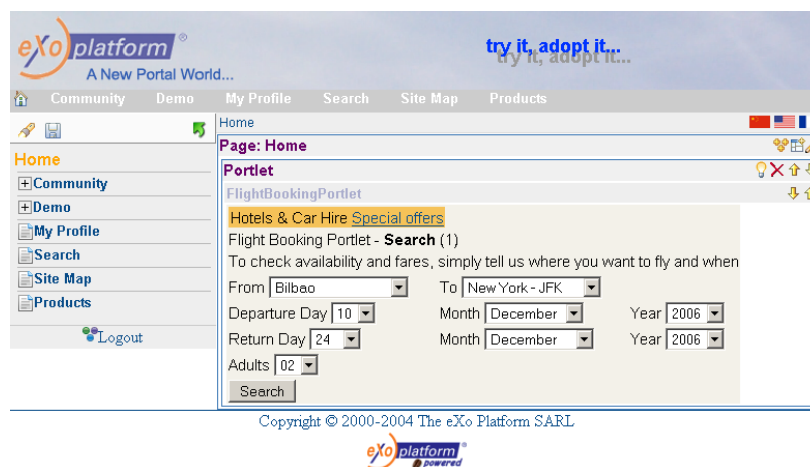 eXo platform ®
A New Portal World...
try it, adopt it...
try it, adopt it...
Community Demo My Profile Search Site Map Products
Home
Page: Home
Portlet
FlightBookingPortlet
Home
Community
Demo
My Profile
Search
Site Map
Products
Logout
Hotels & Car Hire Special offers
Flight Booking Portlet - Search (1)
To check availability and fares, simply tell us where you want to fly and when
From Bilbao To New York - JFK
Departure Day 10 Month December Year 2006
Return Day 24 Month December Year 2006
Adults 02
Search
Copyright © 2000-2004 The eXo Platform SARL
eXo platform ®
powered